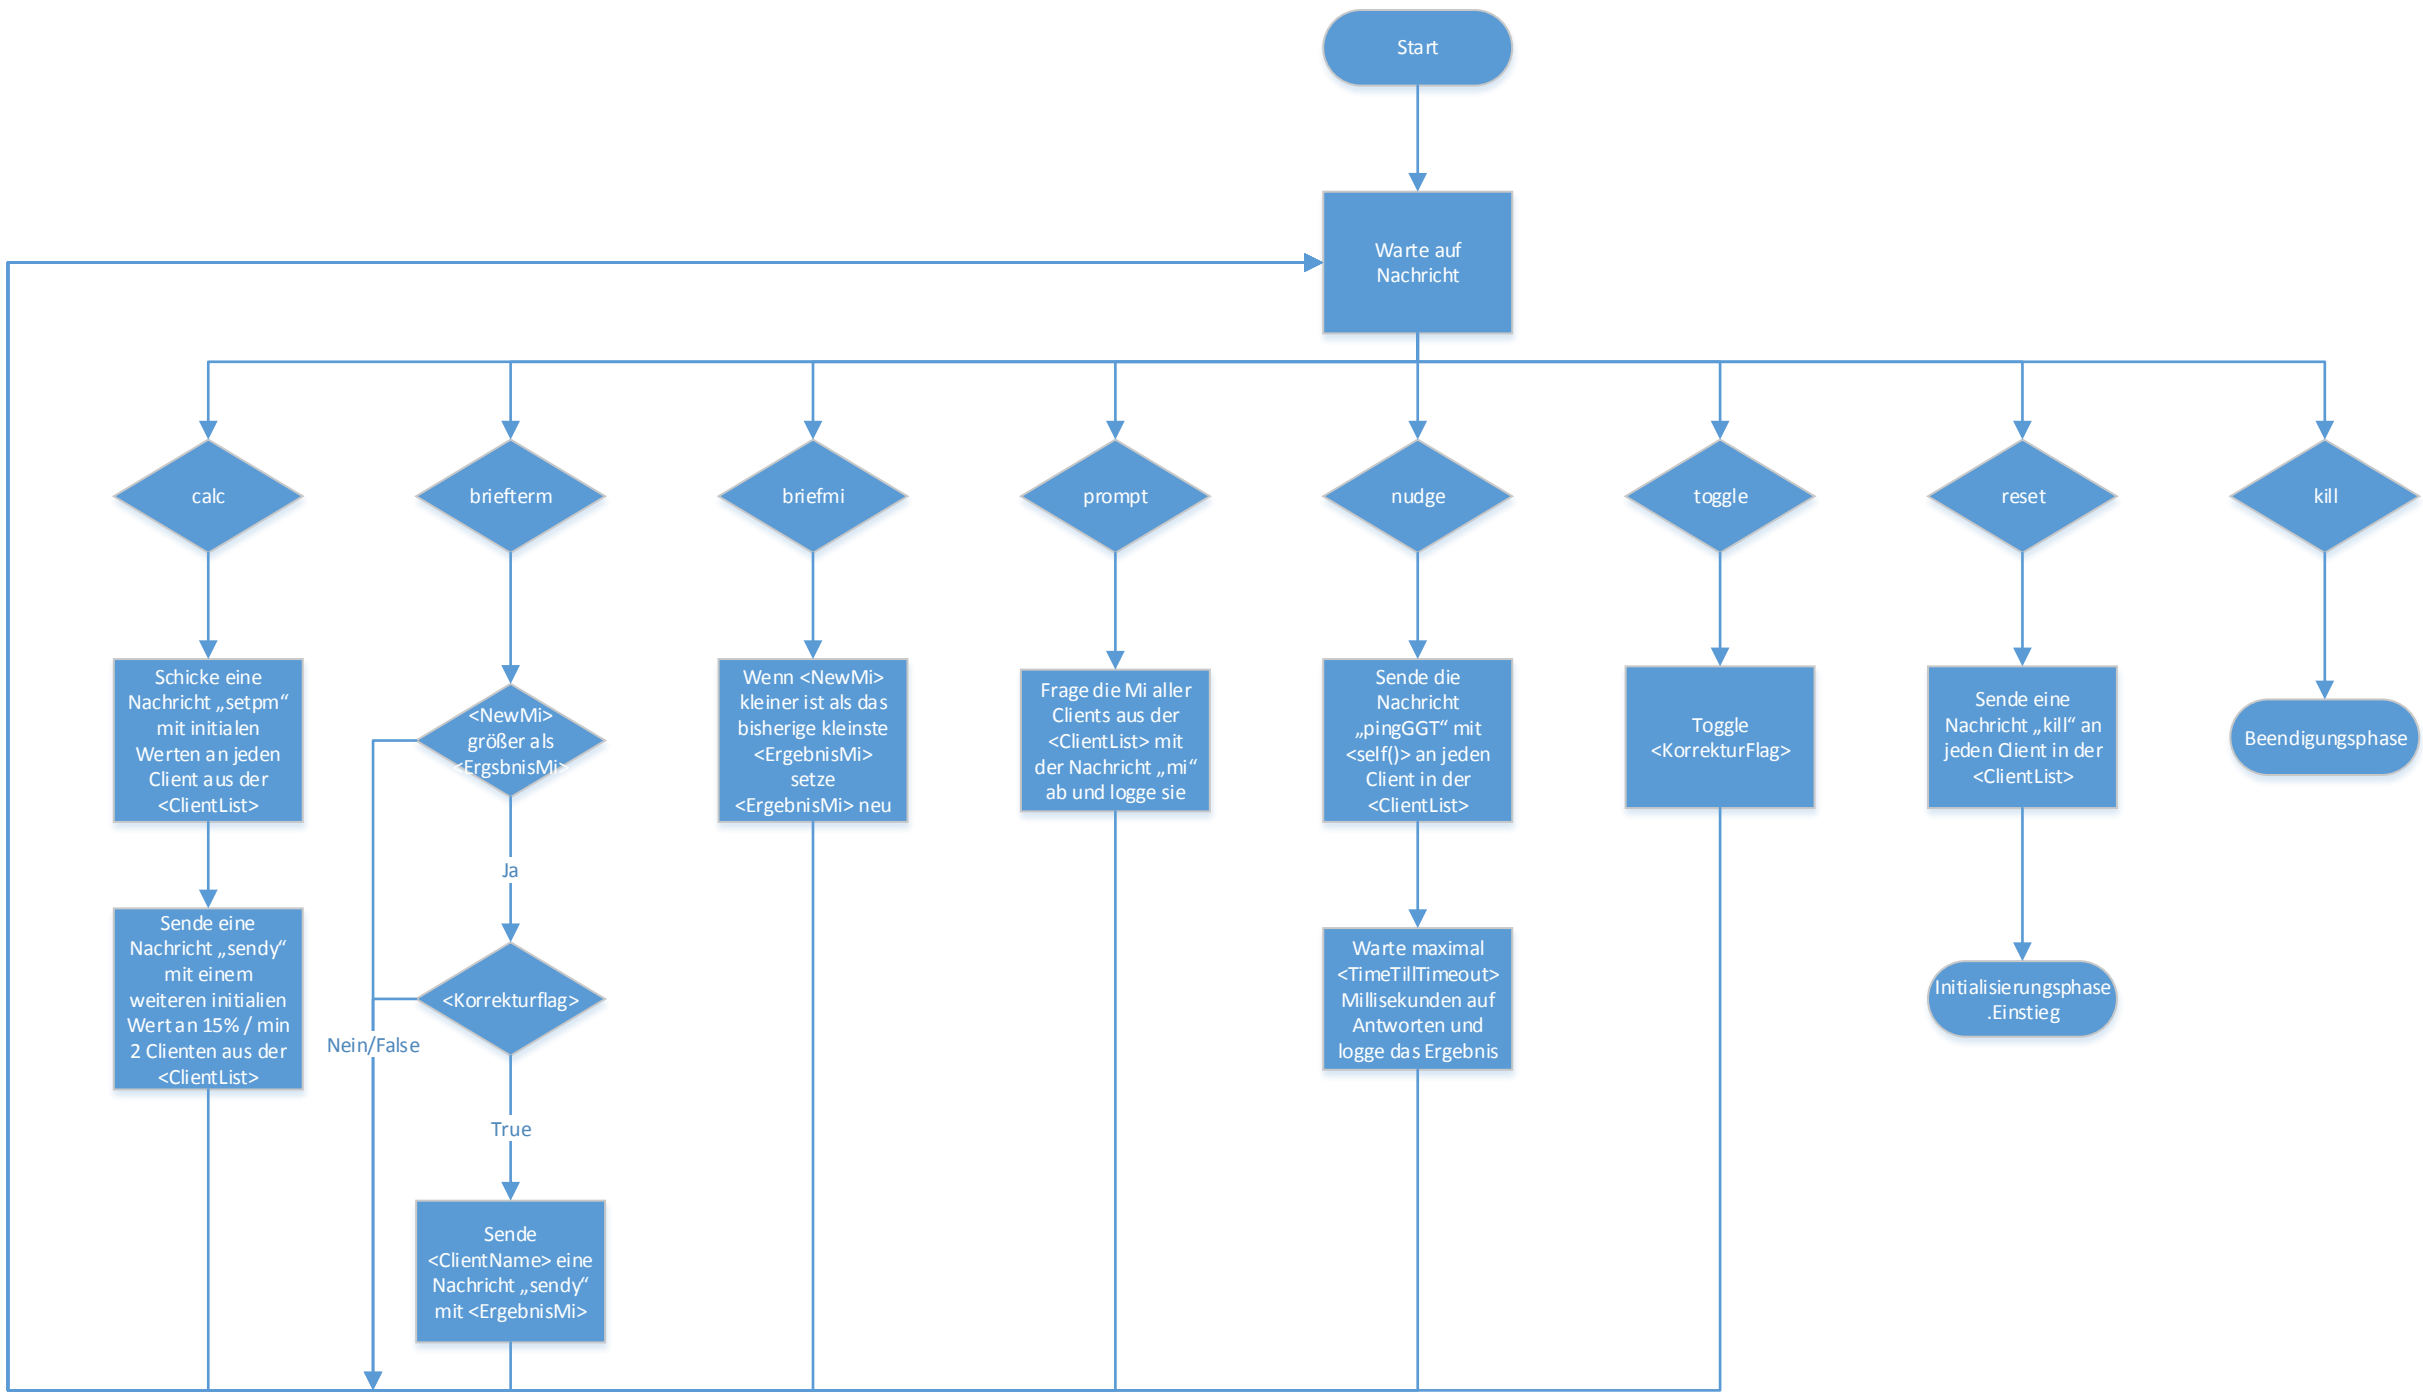 Start
Warte auf
Nachricht
calc
briefterm
briefmi
prompt
nudge
toggle
reset
kill
Schicke eine
Nachricht „setpm“
mit initialen
Werten an jeden
Client aus der
<ClientList>
<NewMi>
größer als
<ErgsbnisMi>
Wenn <NewMi>
kleiner ist als das
bisherige kleinste
<ErgebnisMi>
setze
<ErgebnisMi> neu
Frage die Mi aller
Clients aus der
<ClientList> mit
der Nachricht „mi“
ab und logge sie
Sende die
Nachricht
„pingGGT“ mit
<self()> an jeden
Client in der
<ClientList>
Toggle
<KorrekturFlag>
Sende eine
Nachricht „kill“ an
jeden Client in der
<ClientList>
Beendigungsphase
Ja
Sende eine
Nachricht „sendy“
mit einem
weiteren initialien
Wert an 15% / min
2 Clienten aus der
<ClientList>
<Korrekturflag>
Warte maximal
<TimeTillTimeout>
Millisekunden auf
Antworten und
logge das Ergebnis
Initialisierungsphase
.Einstieg
Nein/False
True
Sende
<ClientName> eine
Nachricht „sendy“
mit <ErgebnisMi>